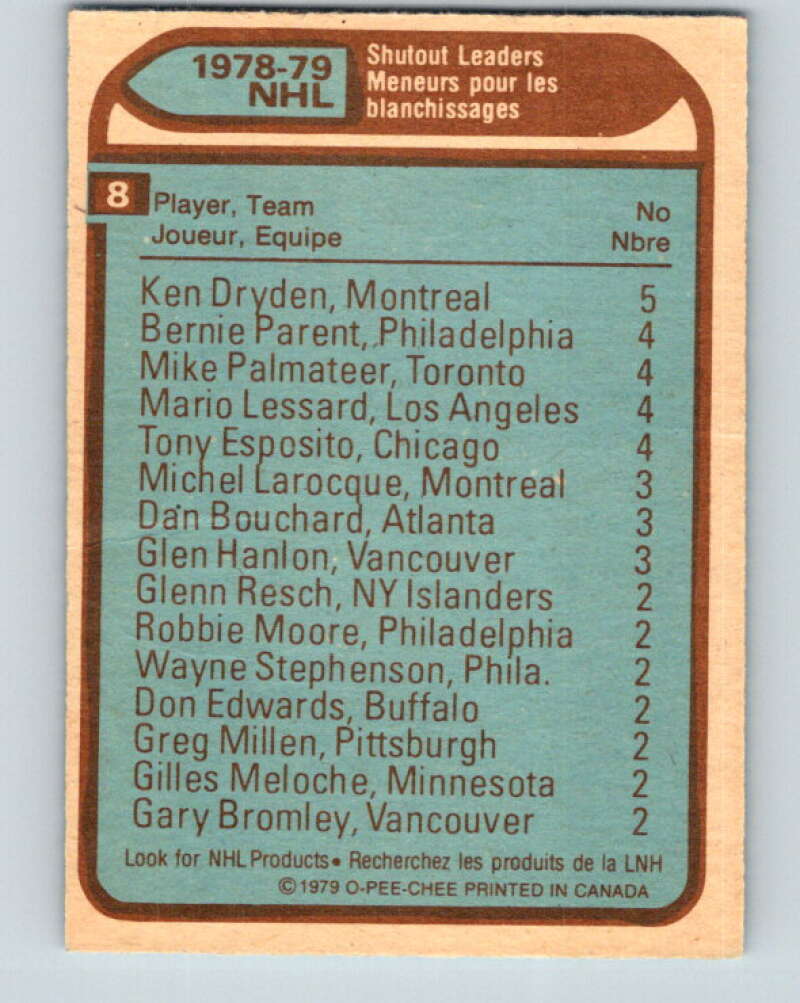 1978-79 NHL
Shutout Leaders
Meneurs pour les
blanchissages
8
Player, Team No
Joueur, Equipe Nbre
Ken Dryden, Montreal 5
Bernie Parent, Philadelphia 4
Mike Palmateer, Toronto 4
Mario Lessard, Los Angeles 4
Tony Esposito, Chicago 4
Michel Larocque, Montreal 3
Dan Bouchard, Atlanta 3
Glen Hanlon, Vancouver 3
Glenn Resch, NY Islanders 2
Robbie Moore, Philadelphia 2
Wayne Stephenson, Phila. 2
Don Edwards, Buffalo 2
Greg Millen, Pittsburgh 2
Gilles Meloche, Minnesota 2
Gary Bromley, Vancouver 2
Look for NHL Products• Recherchez les produits de la LNH
©1979 O-PEE-CHEE PRINTED IN CANADA